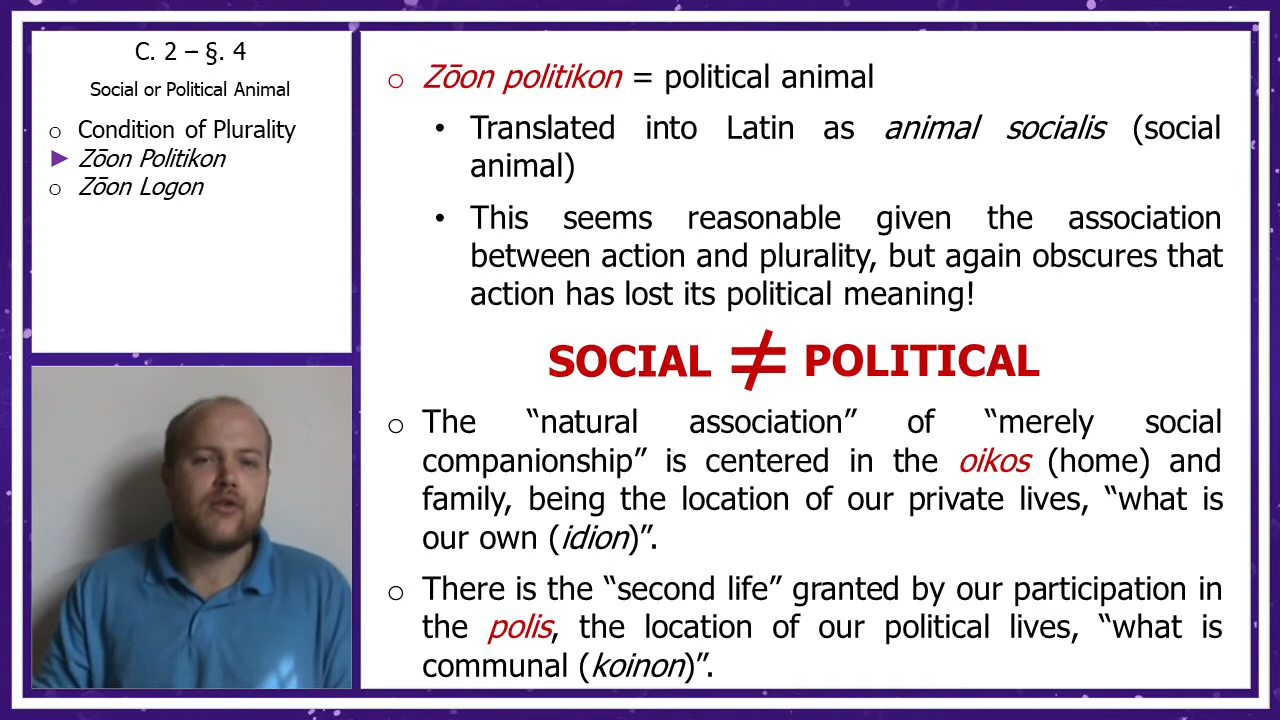 C. 2 – §. 4
Social or Political Animal
o Condition of Plurality
► Zōon Politikon
o Zōon Logon
o Zōon politikon = political animal
• Translated into Latin as animal socialis (social
animal)
• This seems reasonable given the association
between action and plurality, but again obscures that
action has lost its political meaning!
SOCIAL ≠ POLITICAL
o The “natural association” of “merely social
companionship” is centered in the oikos (home) and
family, being the location of our private lives, “what is
our own (idion)”.
o There is the “second life” granted by our participation in
the polis, the location of our political lives, “what is
communal (koinon)”.